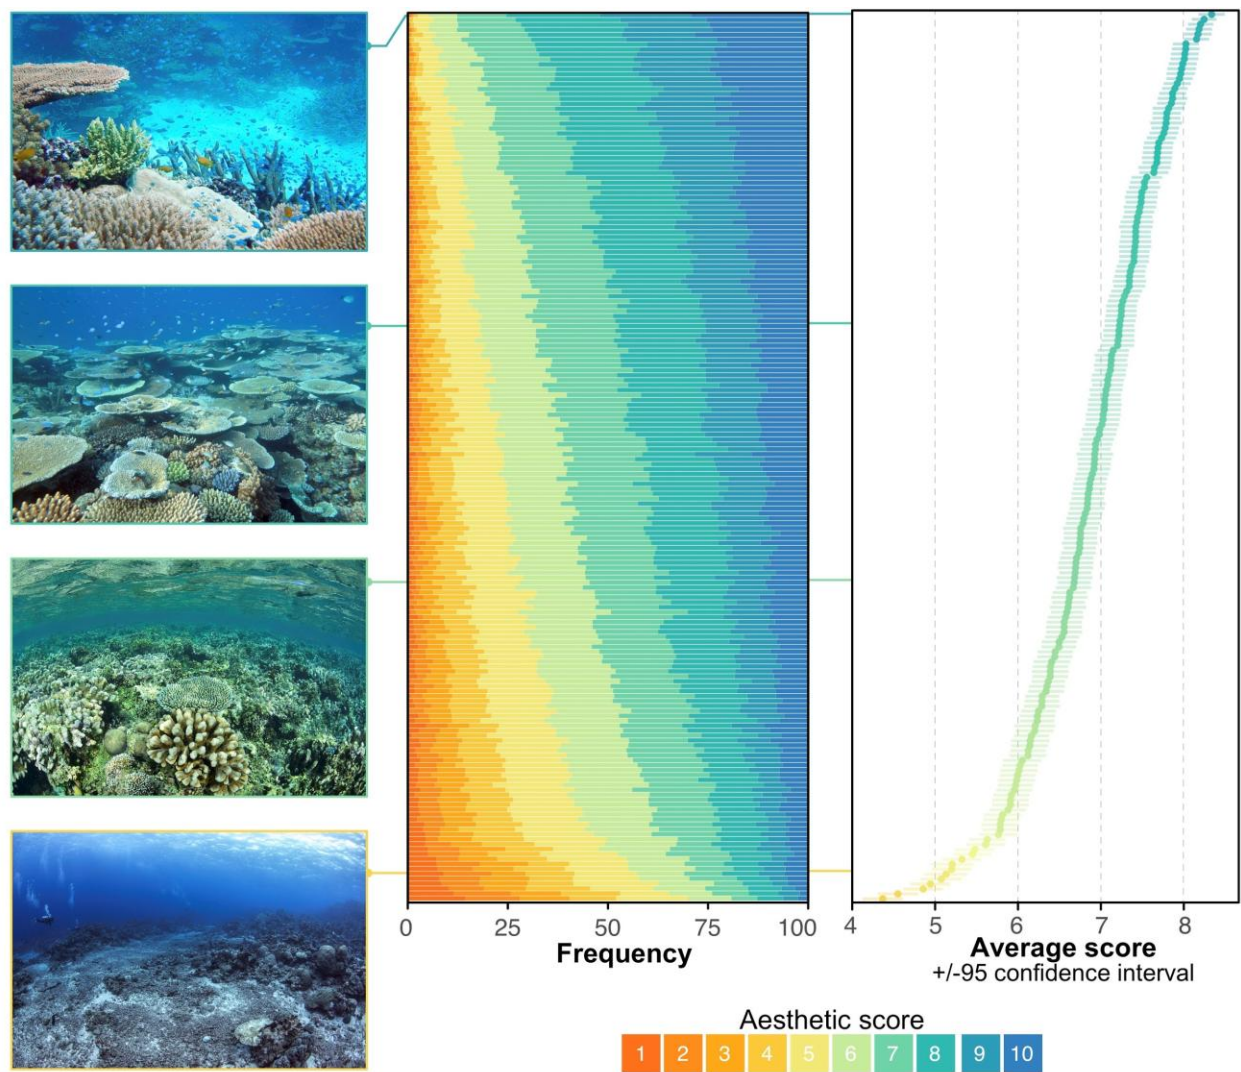 0 25 50 75 100
Frequency
4 5 6 7 8
Average score
+/-95 confidence interval
Aesthetic score
1 2 3 4 5 6 7 8 9 10